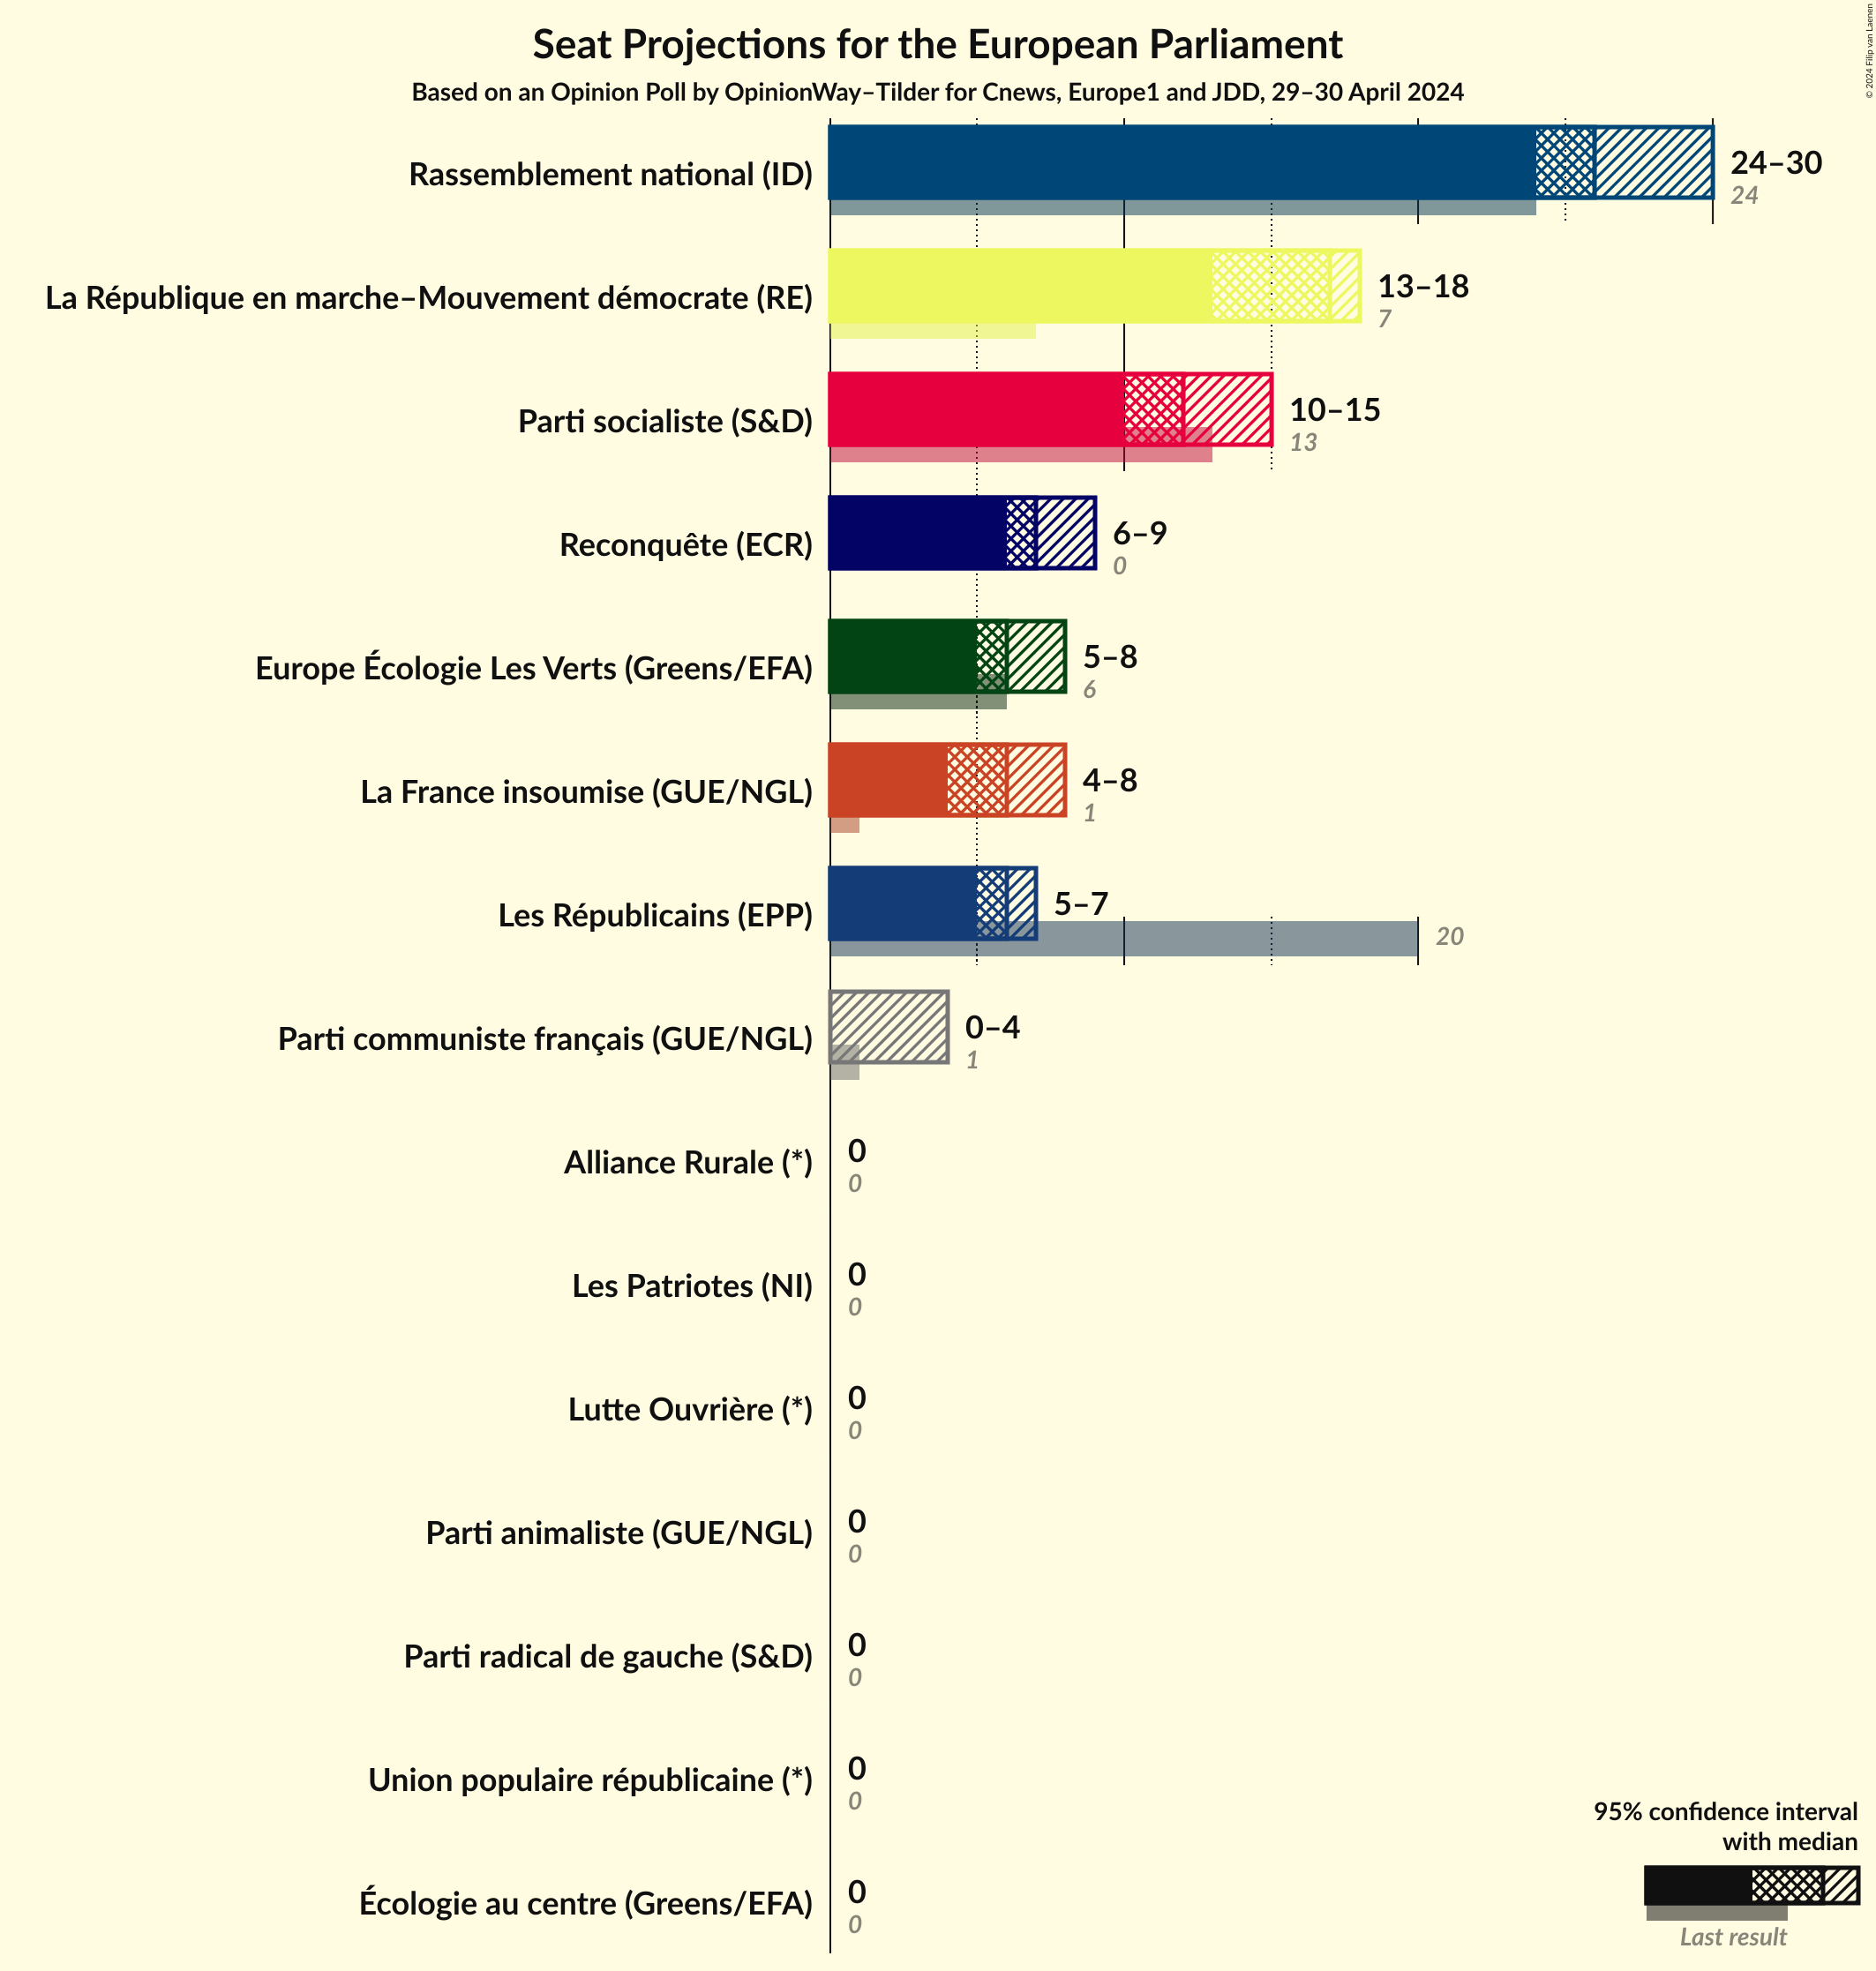 Seat Projections for the European Parliament
Based on an Opinion Poll by OpinionWay–Tilder for Cnews, Europe1 and JDD, 29–30 April 2024
© 2024 Filip van Laenen
Rassemblement national (ID)
24–30
24
La République en marche–Mouvement démocrate (RE)
13–18
7
Parti socialiste (S&D)
10–15
13
Reconquête (ECR)
6–9
0
Europe Écologie Les Verts (Greens/EFA)
5–8
6
La France insoumise (GUE/NGL)
4–8
1
Les Républicains (EPP)
5–7
20
Parti communiste français (GUE/NGL)
0–4
1
Alliance Rurale (*)
0
0
Les Patriotes (NI)
0
0
Lutte Ouvrière (*)
0
0
Parti animaliste (GUE/NGL)
0
0
Parti radical de gauche (S&D)
0
0
Union populaire républicaine (*)
0
0
Écologie au centre (Greens/EFA)
0
0
95% confidence interval
with median
Last result